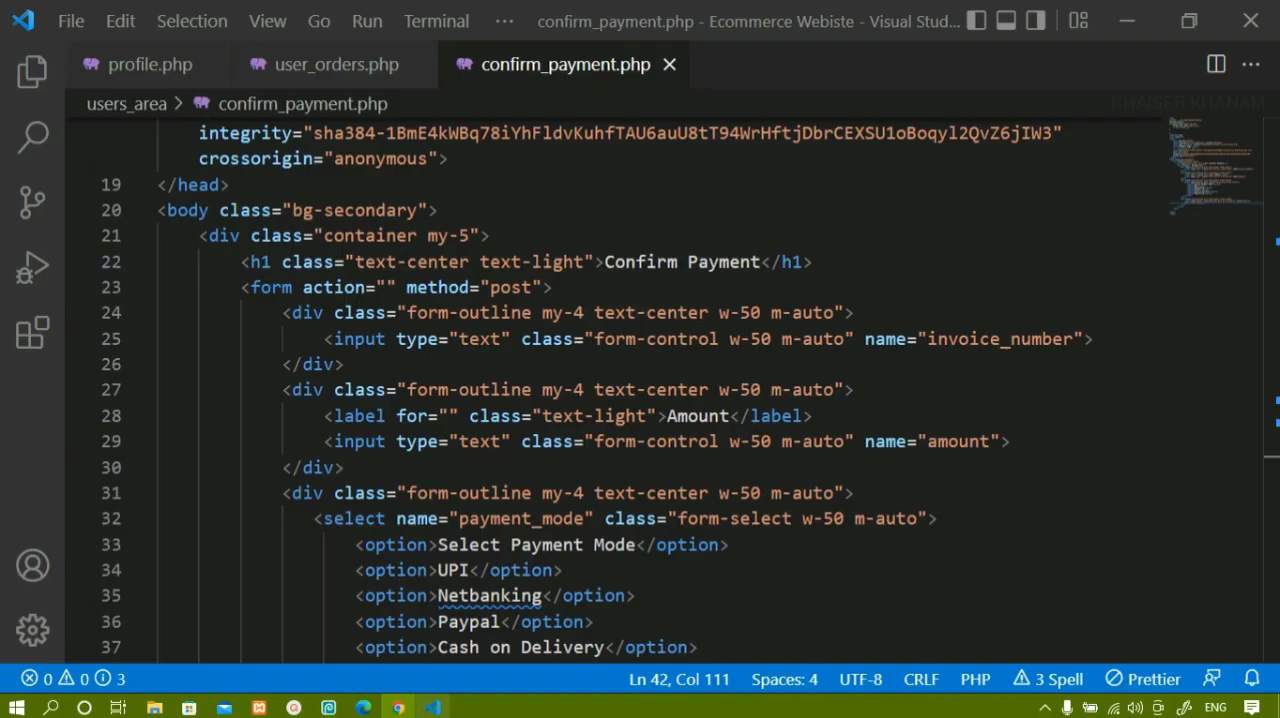 File Edit Selection View Go Run Terminal ··· confirm_payment.php - Ecommerce Webiste - Visual Stud...
profile.php user_orders.php confirm_payment.php
users_area > confirm_payment.php
KHAISER KHANAM
integrity="sha384-1BmE4kWBq78iYhFldvKuhfTAU6auU8tT94WrHftjDbrCEXSU1oBoqyl2QvZ6jIW3"
crossorigin="anonymous">
19 </head>
20 <body class="bg-secondary">
21 <div class="container my-5">
22 <h1 class="text-center text-light">Confirm Payment</h1>
23 <form action="" method="post">
24 <div class="form-outline my-4 text-center w-50 m-auto">
25 <input type="text" class="form-control w-50 m-auto" name="invoice_number">
26 </div>
27 <div class="form-outline my-4 text-center w-50 m-auto">
28 <label for="" class="text-light">Amount</label>
29 <input type="text" class="form-control w-50 m-auto" name="amount">
30 </div>
31 <div class="form-outline my-4 text-center w-50 m-auto">
32 <select name="payment_mode" class="form-select w-50 m-auto">
33 <option>Select Payment Mode</option>
34 <option>UPI</option>
35 <option>Netbanking</option>
36 <option>Paypal</option>
37 <option>Cash on Delivery</option>
0 0 3 Ln 42, Col 111 Spaces: 4 UTF-8 CRLF PHP 3 Spell Prettier
ENG